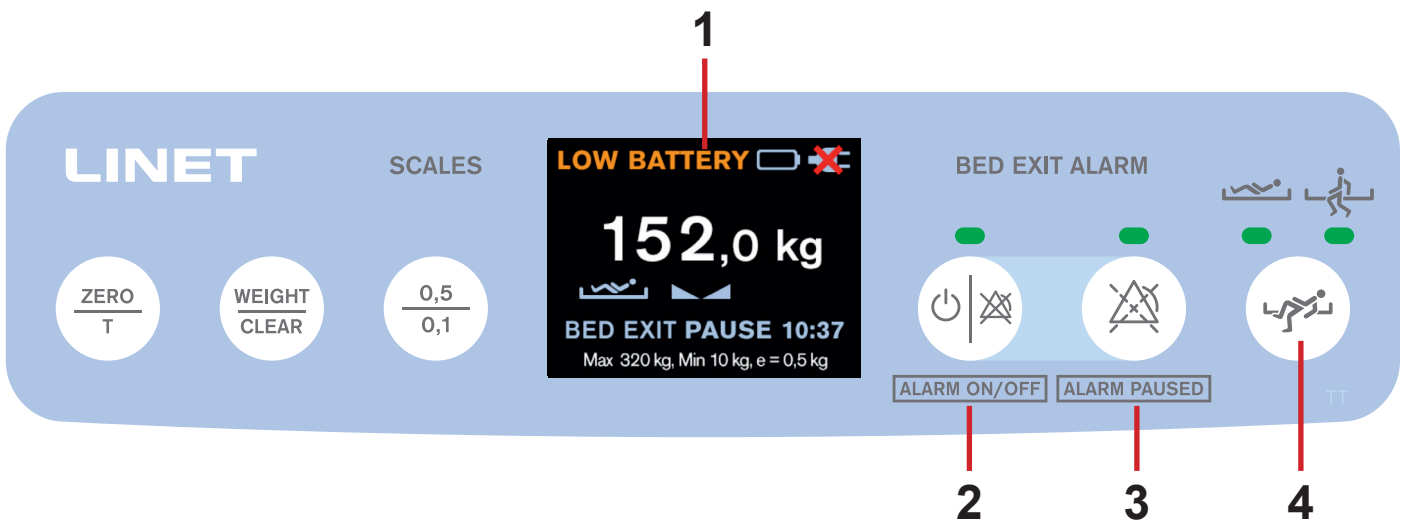 1
LINET
SCALES
BED EXIT ALARM
LOW BATTERY
152,0 kg
BED EXIT PAUSE 10:37
Max 320 kg, Min 10 kg, e = 0,5 kg
ZERO
T
WEIGHT
CLEAR
0,5
0,1
ALARM ON/OFF
ALARM PAUSED
TT
2
3
4